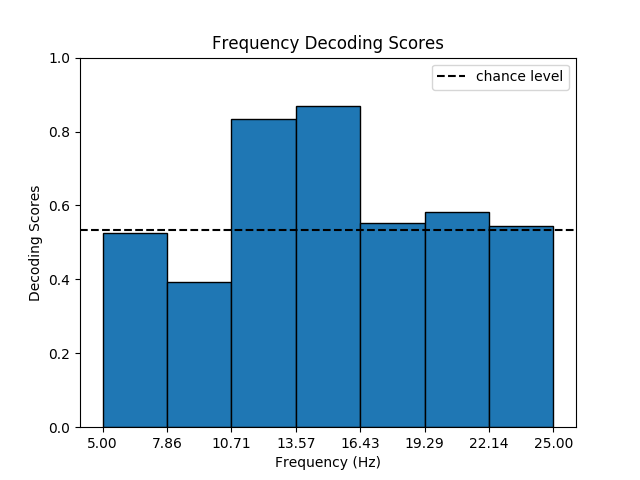 Frequency Decoding Scores
chance level
1.0
0.8
0.6
0.4
0.2
0.0
Decoding Scores
5.00 7.86 10.71 13.57 16.43 19.29 22.14 25.00
Frequency (Hz)